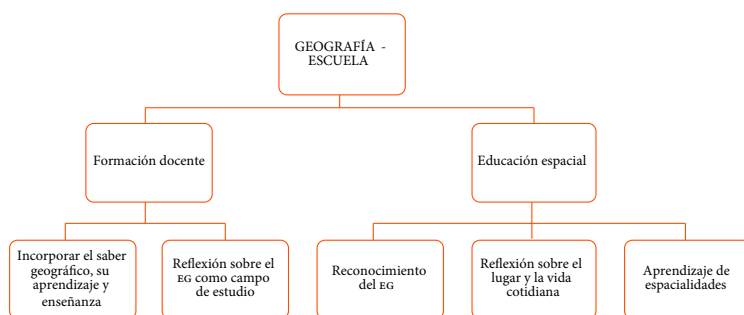 GEOGRAFÍA -
ESCUELA
Formación docente
Educación espacial
Incorporar el saber
geográfico, su
aprendizaje y
enseñanza
Reflexión sobre el
EG como campo
de estudio
Reconocimiento
del EG
Reflexión sobre el
lugar y la vida
cotidiana
Aprendizaje de
espacialidades